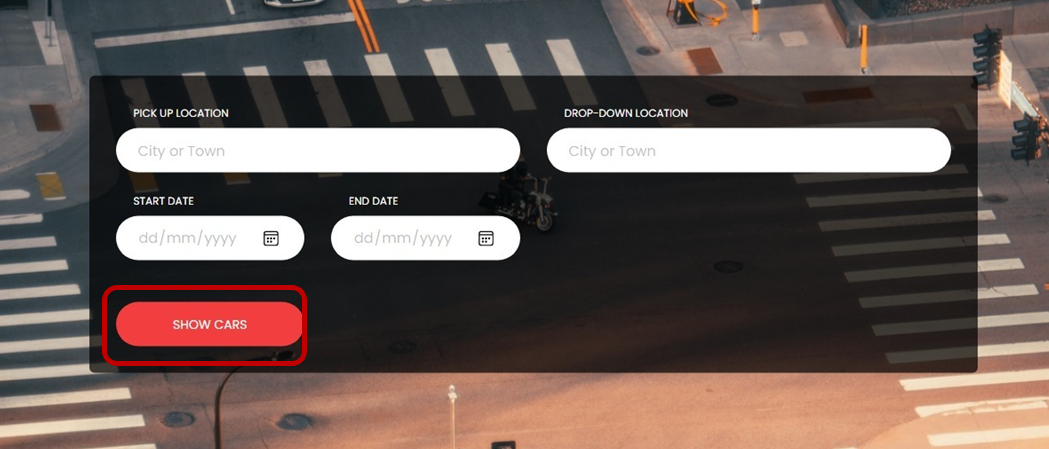 PICK UP LOCATION
DROP-DOWN LOCATION
City or Town
City or Town
START DATE
END DATE
dd/mm/yyyy
dd/mm/yyyy
SHOW CARS